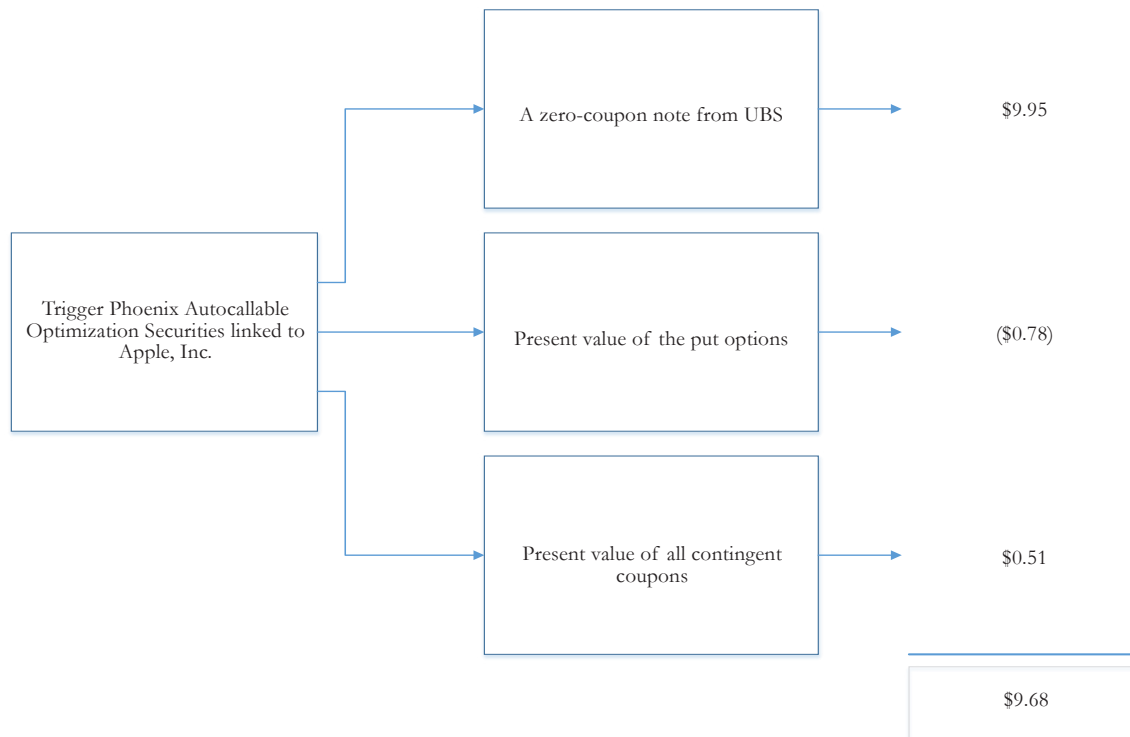 A zero-coupon note from UBS
$9.95
Trigger Phoenix Autocallable
Optimization Securities linked to
Apple, Inc.
Present value of the put options
($0.78)
Present value of all contingent
coupons
$0.51
$9.68